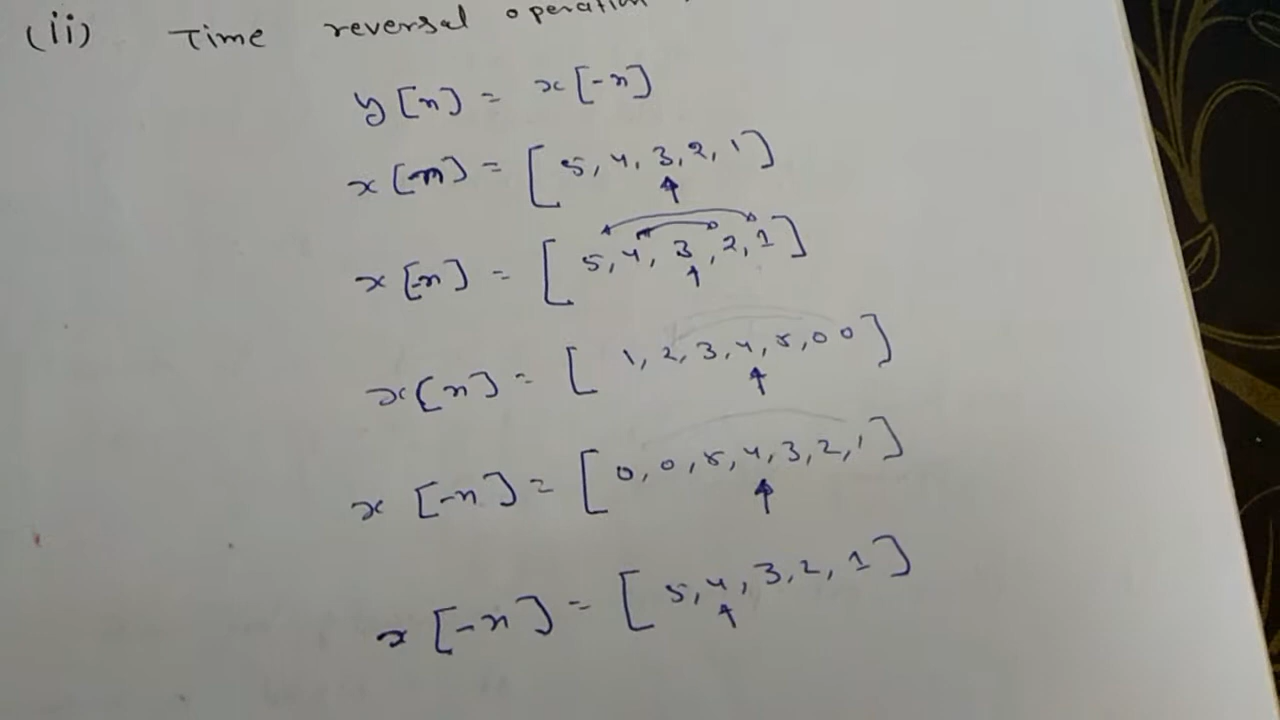 (ii) Time reversal operation
y[n] = x[-n]
x[-n] = [5, 4, 3, 2, 1]
↑
x[-n] = [5, 4, 3, 2, 1]
↑
x[n] = [1, 2, 3, 4, 5, 0 0]
↑
x[-n] = [0, 0, 5, 4, 3, 2, 1]
↑
x[-n] = [5, 4, 3, 2, 1]
↑